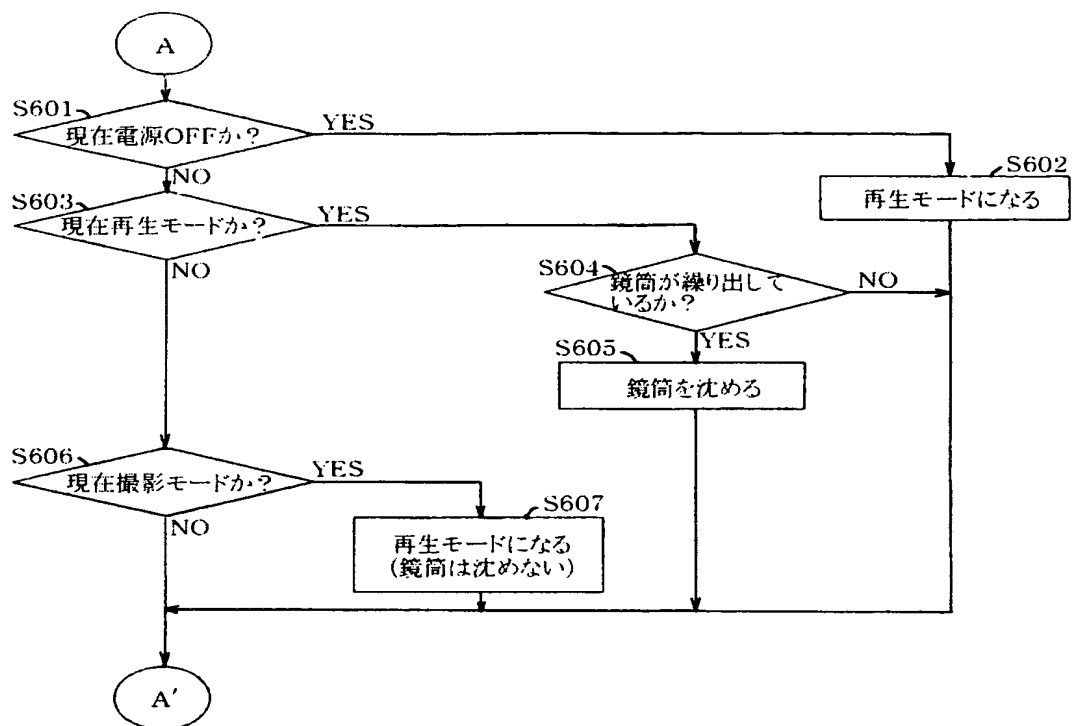 A
S601
現在電源OFFか？
YES
NO
S602
再生モードになる
S603
現在再生モードか？
YES
NO
S604
鏡筒が繰り出して
いるか？
NO
YES
S605
鏡筒を沈める
S606
現在撮影モードか？
YES
NO
S607
再生モードになる
(鏡筒は沈めない)
A'